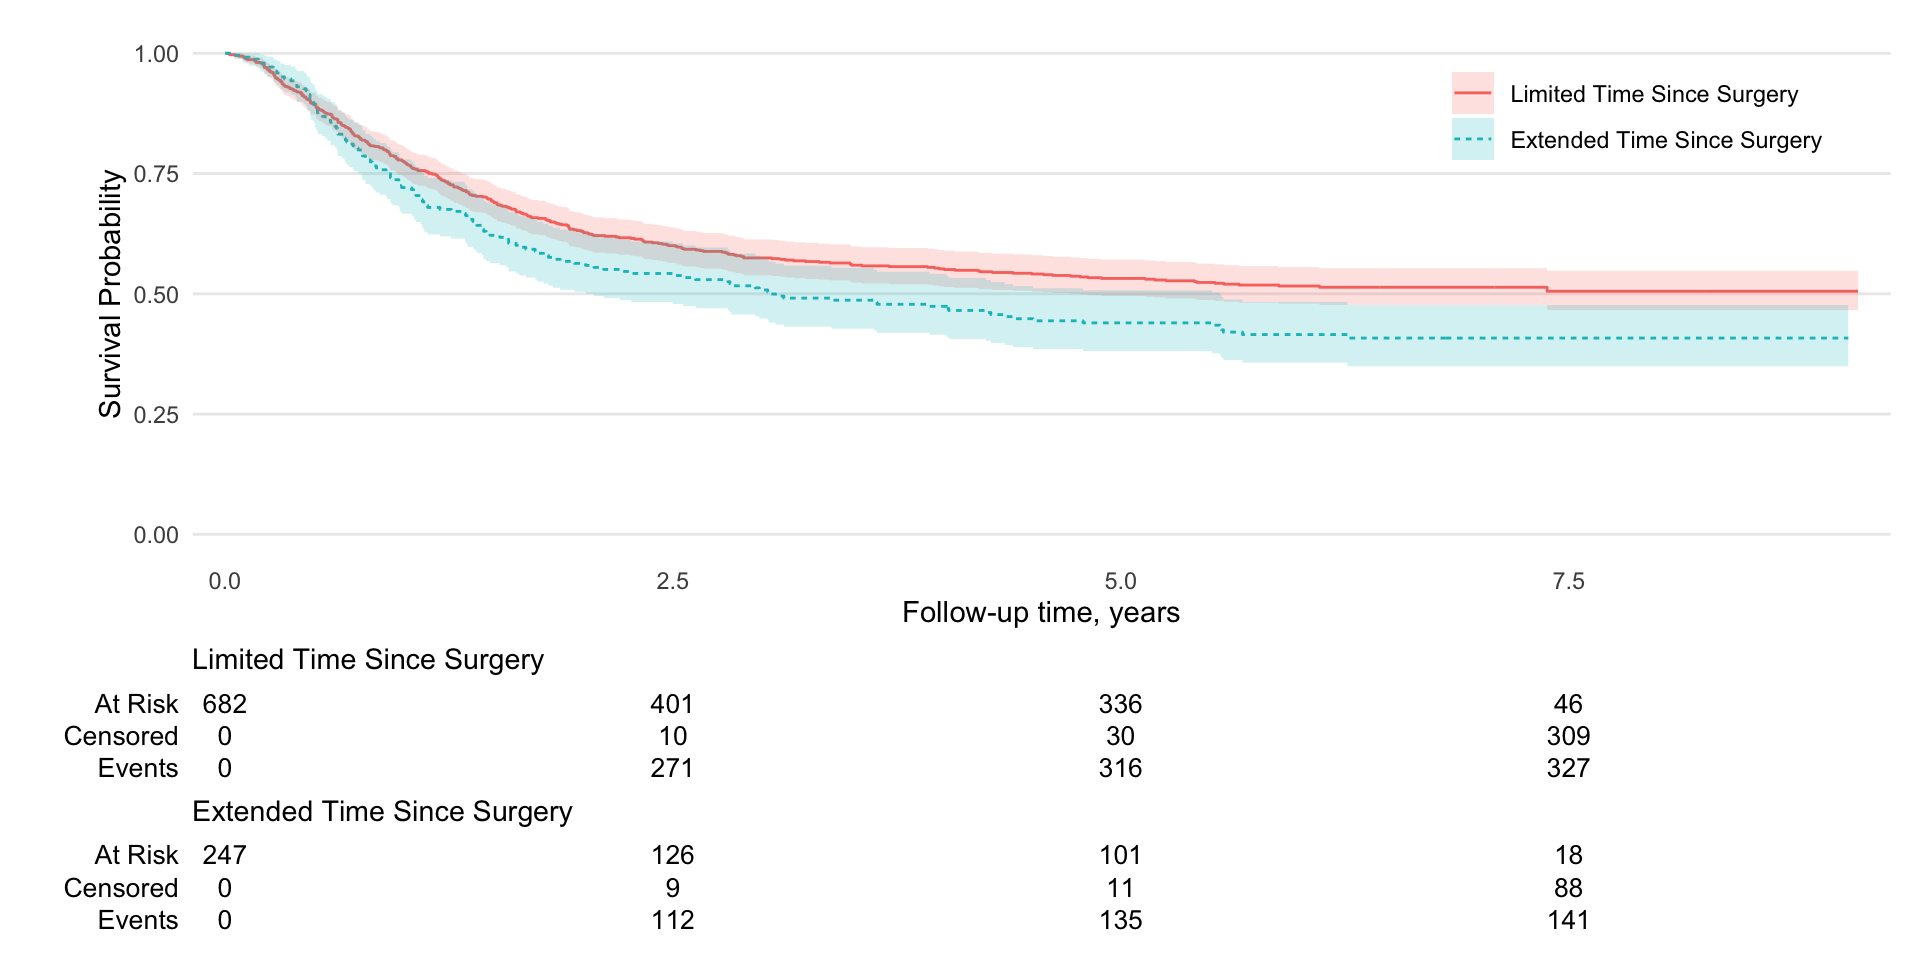 1.00
0.75
0.50
0.25
0.00
Survival Probability
Limited Time Since Surgery
Extended Time Since Surgery
0.0 2.5 5.0 7.5
Follow-up time, years
Limited Time Since Surgery
At Risk 682 401 336 46
Censored 0 10 30 309
Events 0 271 316 327
Extended Time Since Surgery
At Risk 247 126 101 18
Censored 0 9 11 88
Events 0 112 135 141